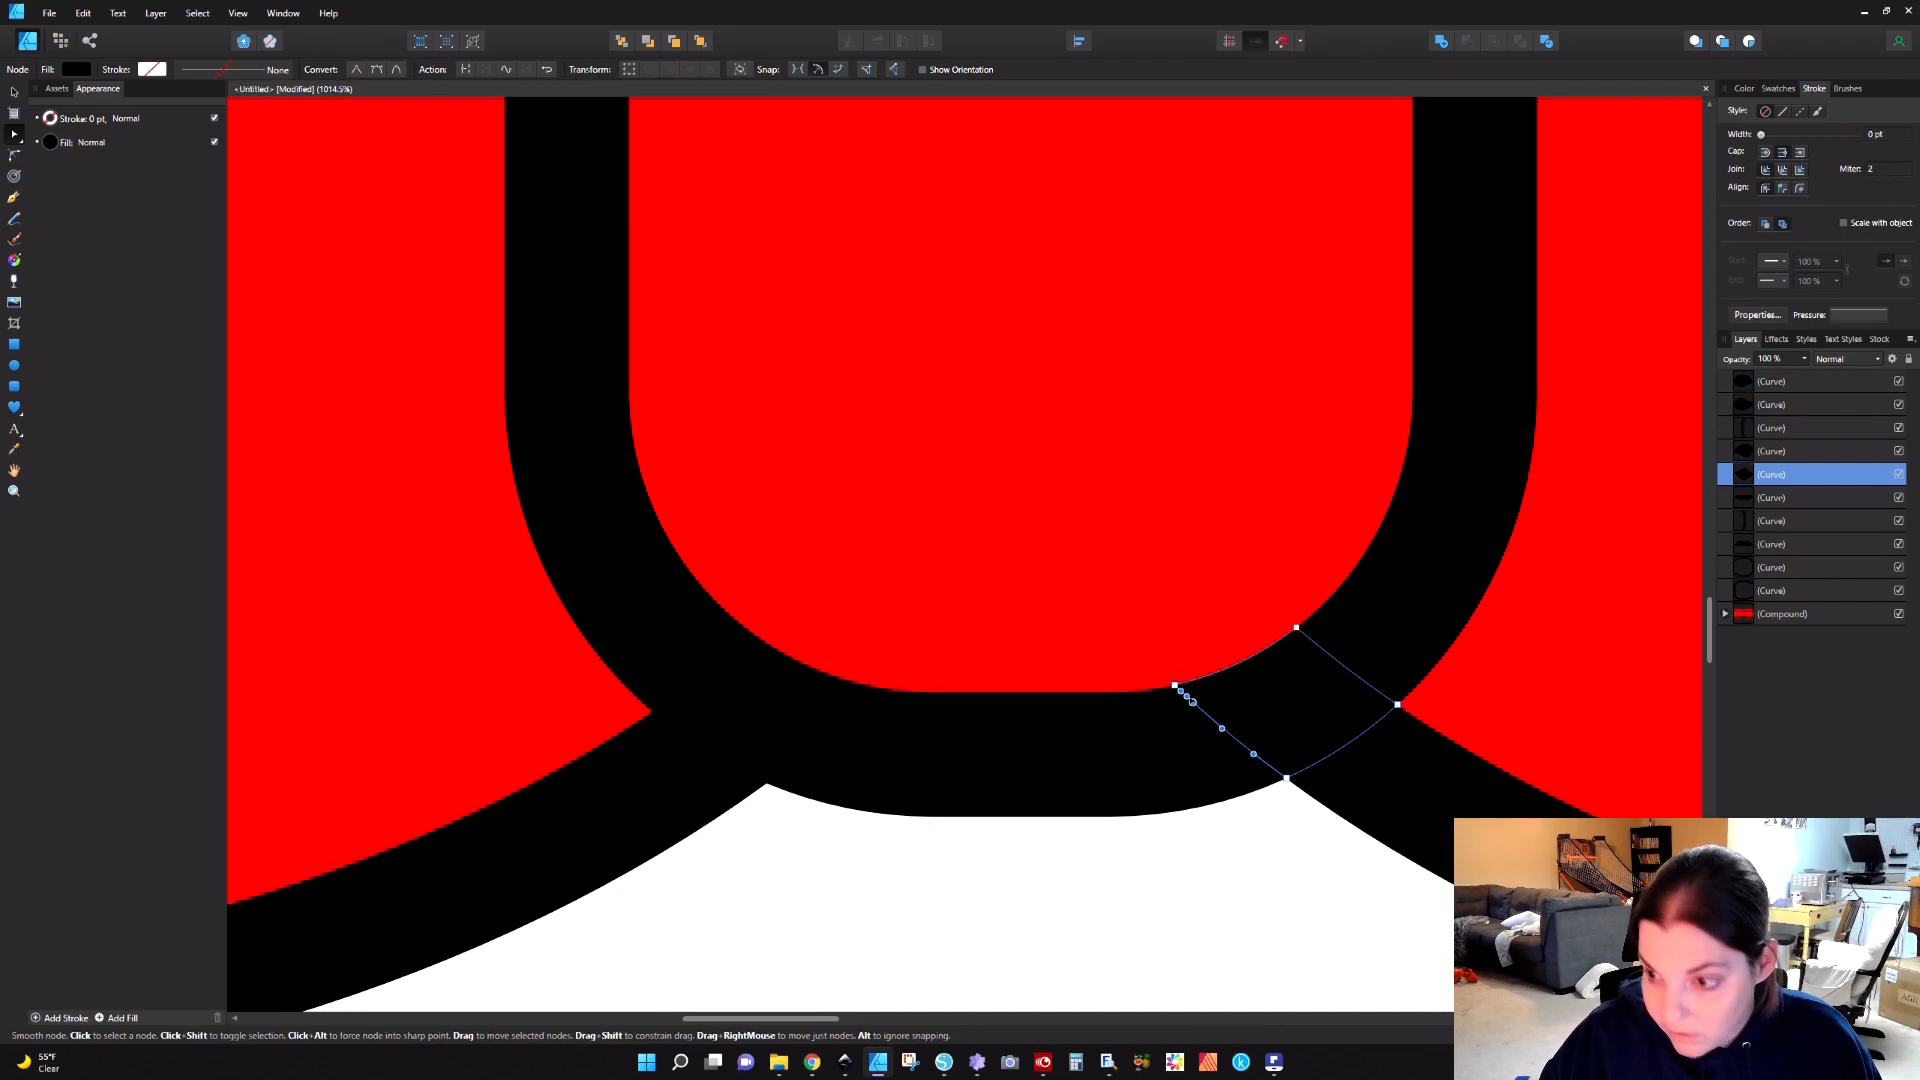 File Edit Text Layer Select View Window Help
Node Fill: Stroke: None Convert: Action: Transform: Snap: Show Orientation
Assets Appearance
<Untitled> [Modified] (1014.5%)
Color Swatches Stroke Brushes
Stroke: 0 pt, Normal
Fill: Normal
Style:
Width: 0 pt
Cap:
Join: Miter: 2
Align:
Order: Scale with object
Start: 100 %
End: 100 %
Properties... Pressure:
Layers Effects Styles Text Styles Stock
Opacity: 100 % Normal
(Curve)
(Curve)
(Curve)
(Curve)
(Curve)
(Curve)
(Curve)
(Curve)
(Curve)
(Curve)
(Compound)
Add Stroke Add Fill
Smooth node. Click to select a node. Click+Shift to toggle selection. Click+Alt to force node into sharp point. Drag to move selected nodes. Drag+Shift to constrain drag. Drag+RightMouse to move just nodes. Alt to ignore snapping.
55°F
Clear